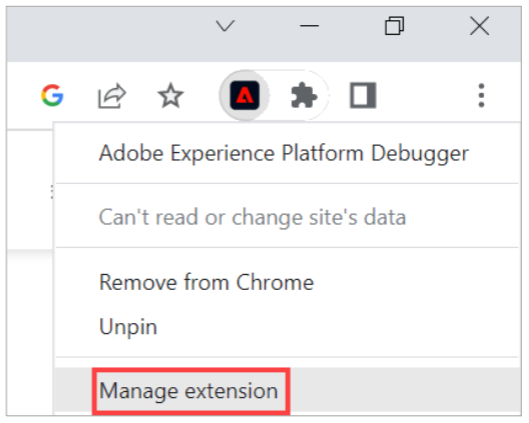 Adobe Experience Platform Debugger
Can't read or change site's data
Remove from Chrome
Unpin
Manage extension